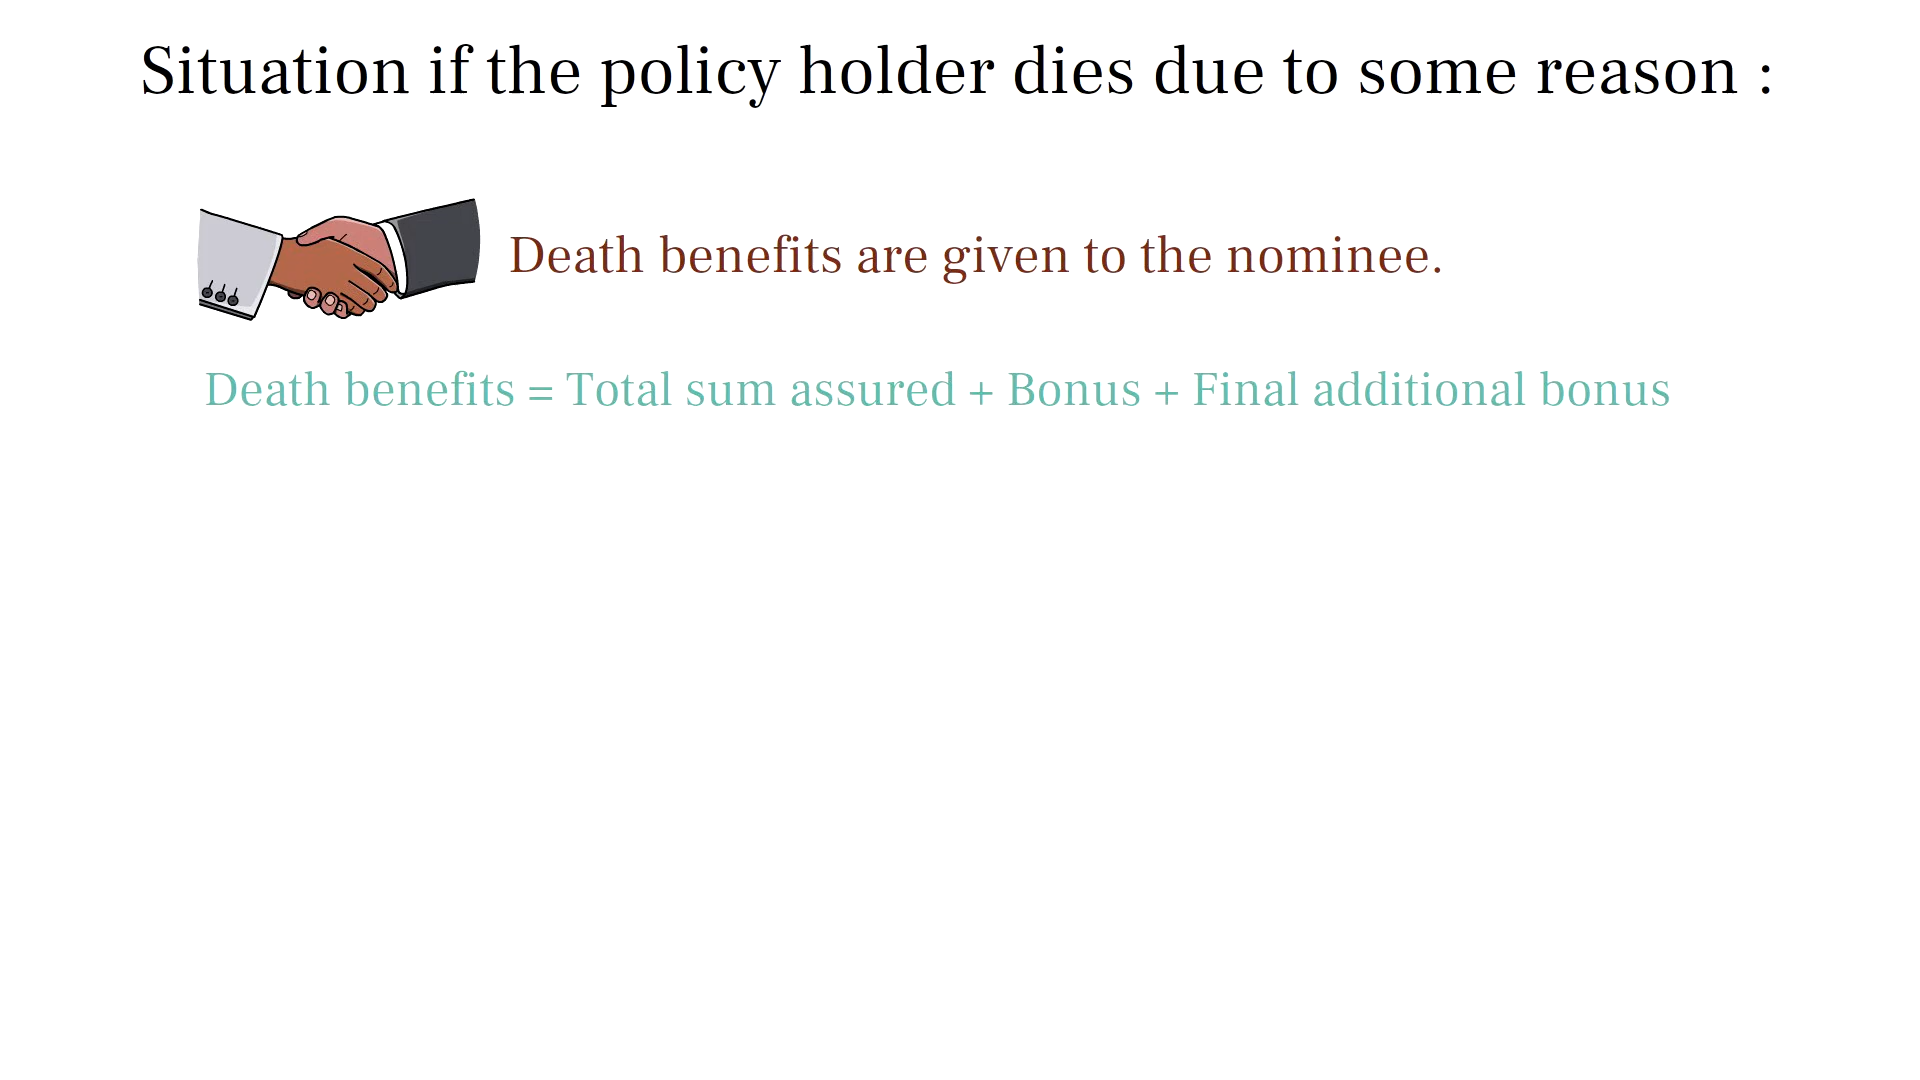 Situation if the policy holder dies due to some reason :
Death benefits are given to the nominee.
Death benefits = Total sum assured + Bonus + Final additional bonus